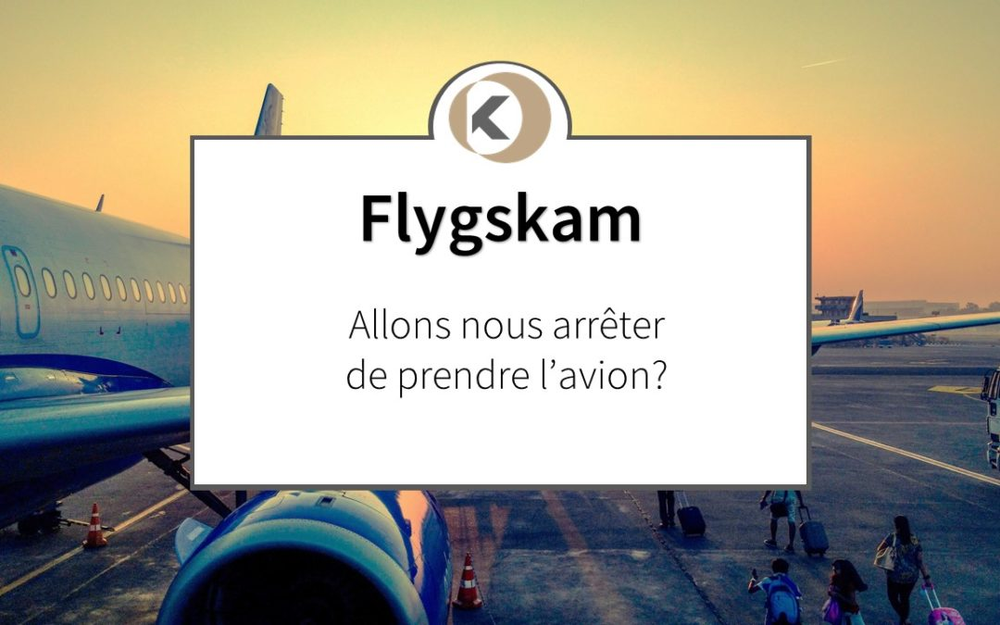 Flygskam
Allons nous arrêter
de prendre l’avion?